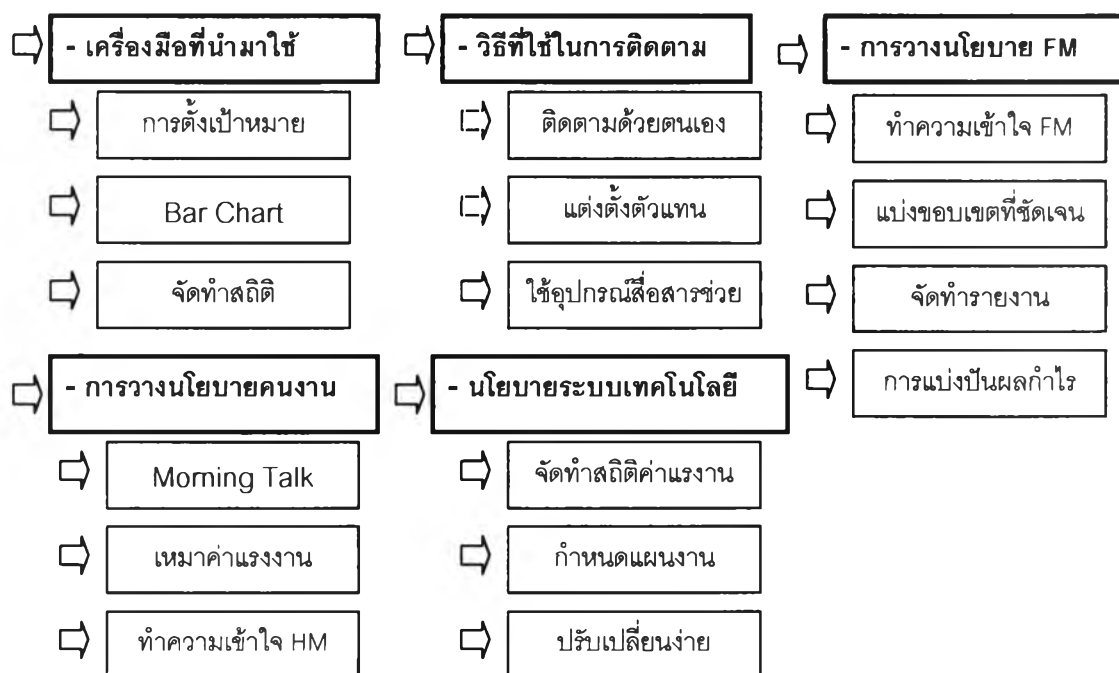 - เครื่องมือที่นำมาใช้
การตั้งเป้าหมาย
Bar Chart
จัดทำสถิติ
- วิธีที่ใช้ในการติดตาม
ติดตามด้วยตนเอง
แต่งตั้งตัวแทน
ใช้อุปกรณ์สื่อสารช่วย
- การวางนโยบาย FM
ทำความเข้าใจ FM
แบ่งขอบเขตที่ชัดเจน
จัดทำรายงาน
การแบ่งปันผลกำไร
- การวางนโยบายคนงาน
Morning Talk
เหมาค่าแรงงาน
ทำความเข้าใจ HM
- นโยบายระบบเทคโนโลยี
จัดทำสถิติค่าแรงาน
กำหนดแผนงาน
ปรับเปลี่ยนง่าย